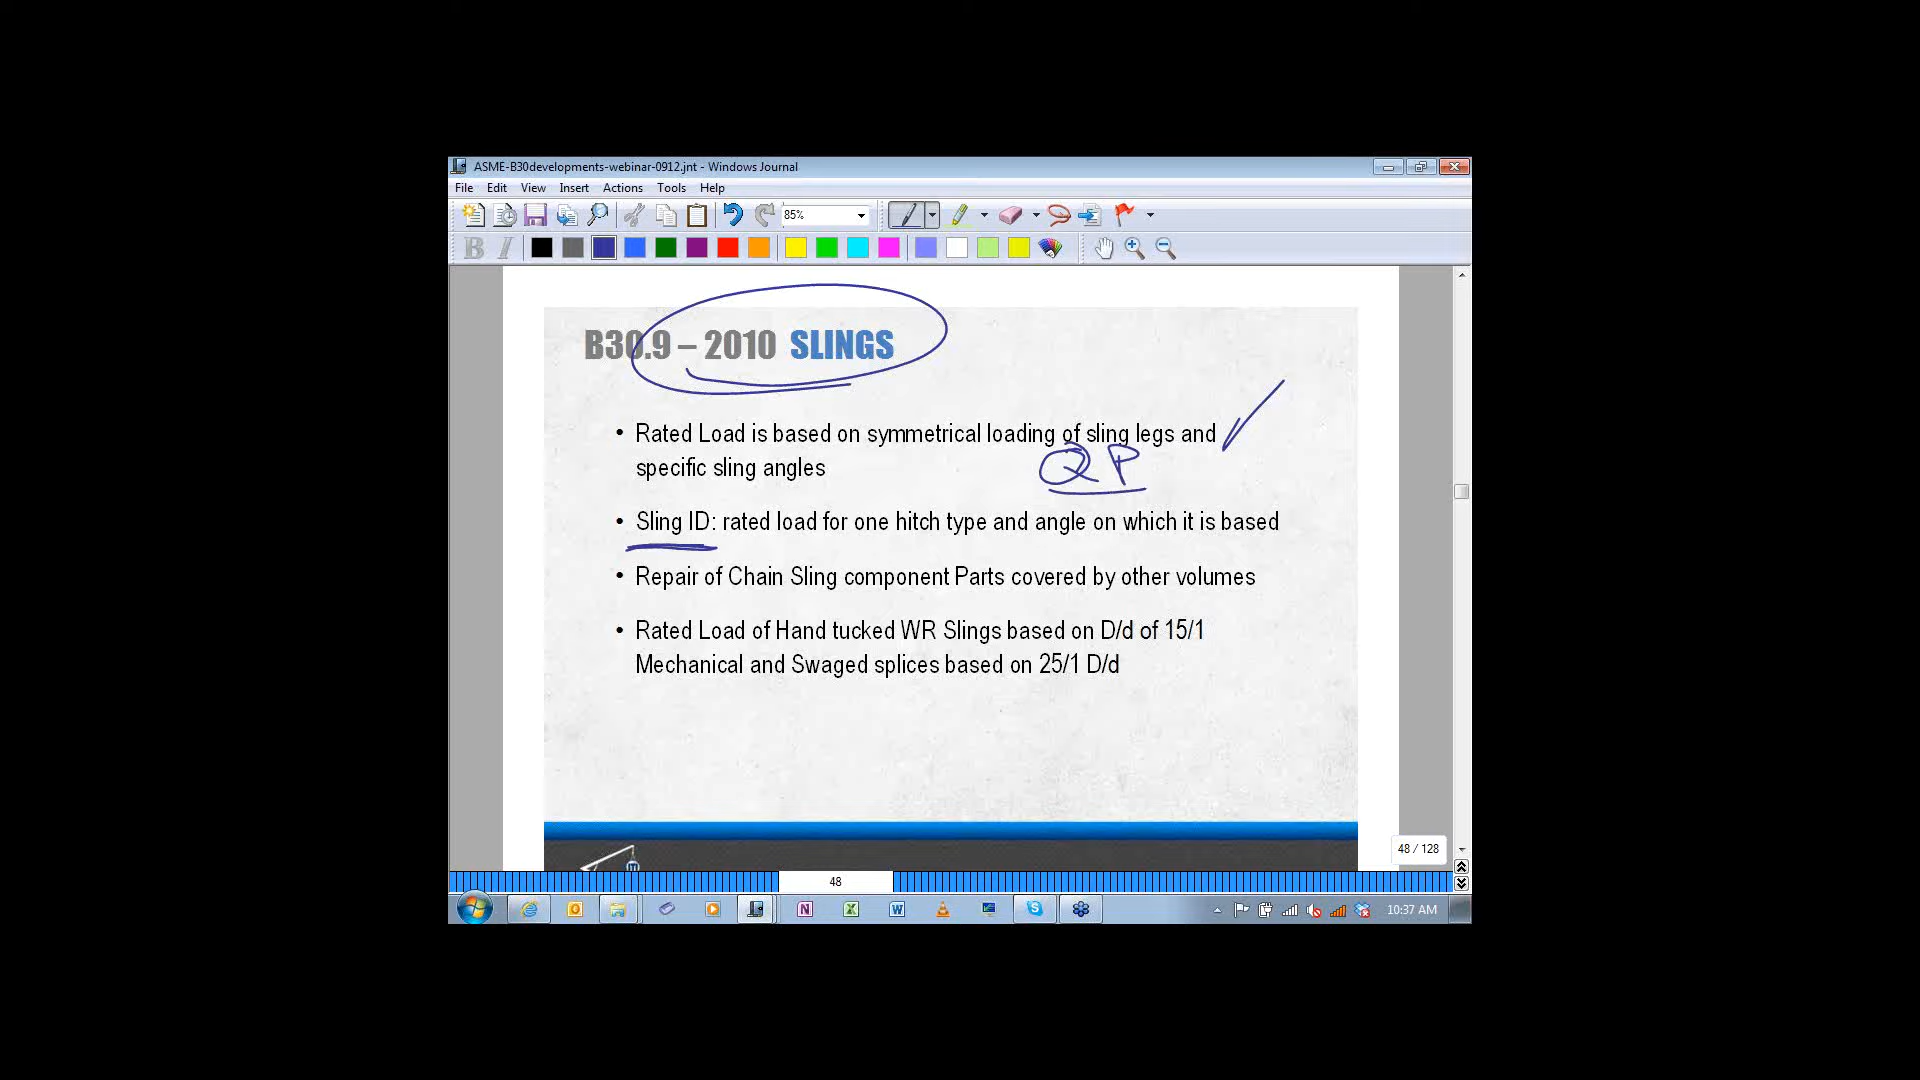 ASME-B30developments-webinar-0912.jnt - Windows Journal
File Edit View Insert Actions Tools Help
85%
B I
B30.9 – 2010 SLINGS
• Rated Load is based on symmetrical loading of sling legs and
specific sling angles
QP
• Sling ID: rated load for one hitch type and angle on which it is based
• Repair of Chain Sling component Parts covered by other volumes
• Rated Load of Hand tucked WR Slings based on D/d of 15/1
Mechanical and Swaged splices based on 25/1 D/d
48 / 128
48
10:37 AM